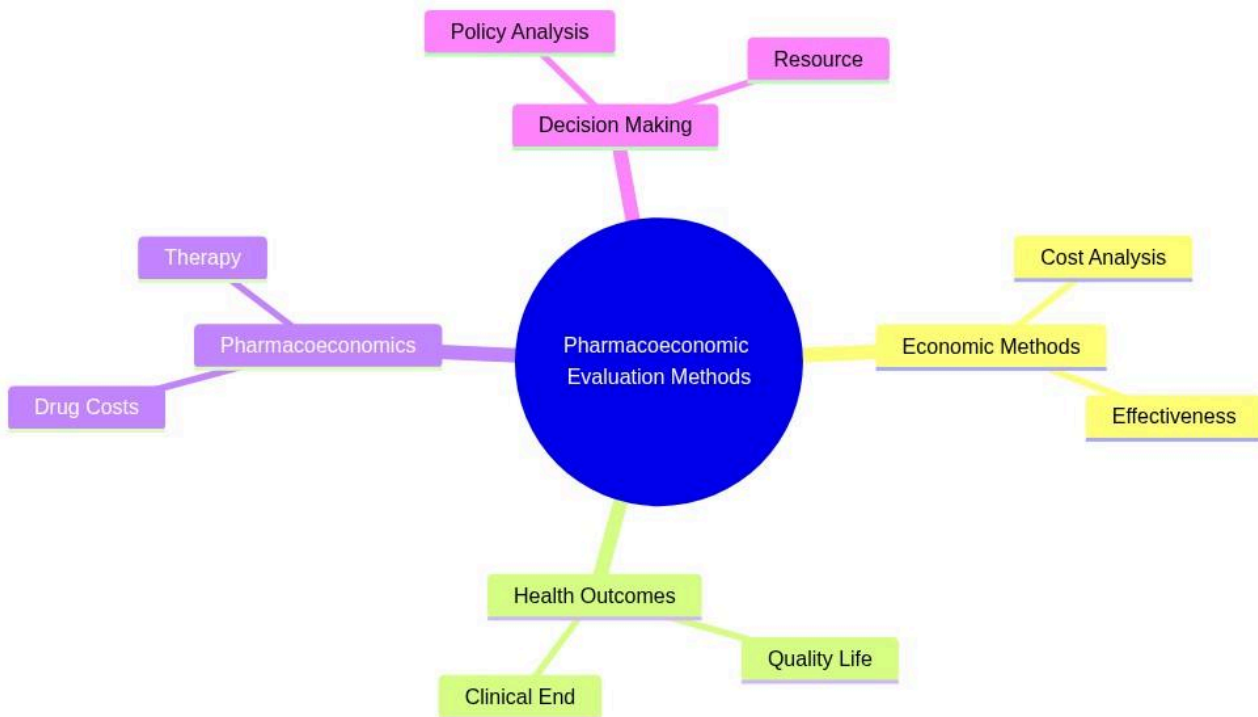 Policy Analysis
Resource
Decision Making
Therapy
Cost Analysis
Pharmacoeconomics
Pharmacoeconomic
Evaluation Methods
Economic Methods
Drug Costs
Effectiveness
Health Outcomes
Quality Life
Clinical End